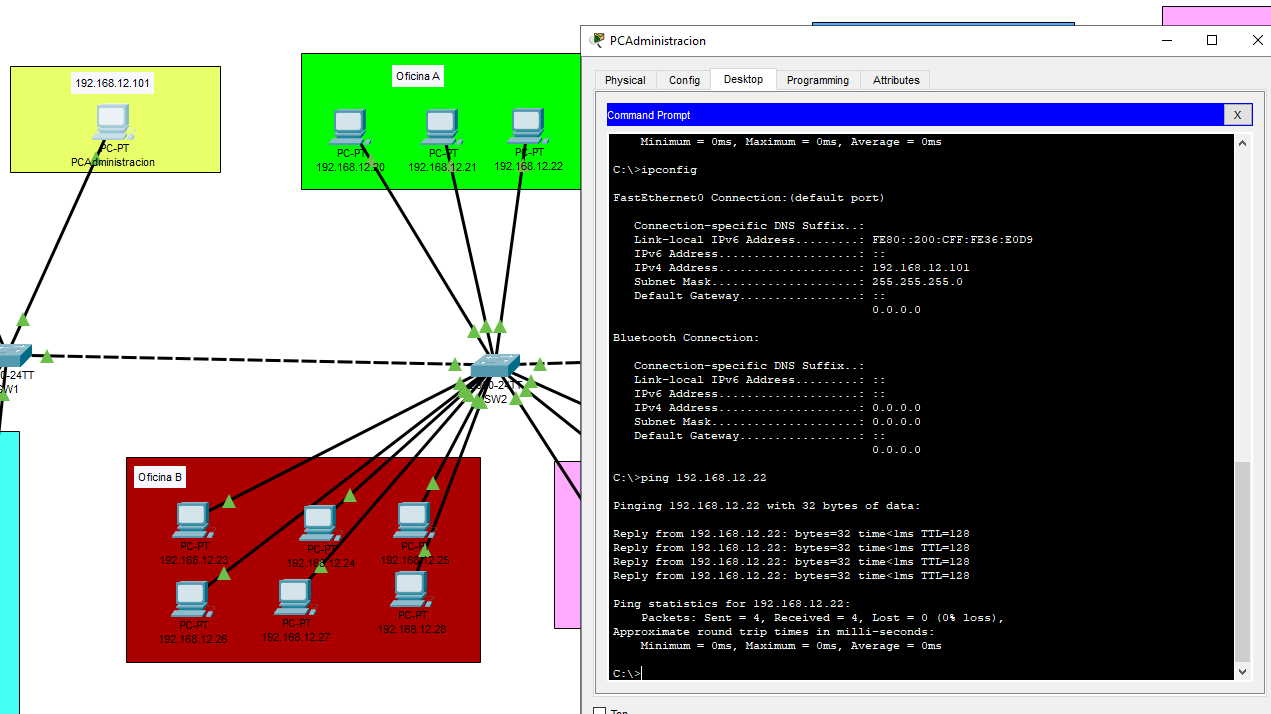 192.168.12.101
PC-PT
PCAdministracion
Oficina A
PC-PT
192.168.12.20
PC-PT
192.168.12.21
PC-PT
192.168.12.22
0-24TT
SW1
SW2
Oficina B
PC-PT
192.168.12.23
PC-PT
192.168.12.24
PC-PT
192.168.12.25
PC-PT
192.168.12.26
PC-PT
192.168.12.27
PC-PT
192.168.12.28
PCAdministracion
Physical Config Desktop Programming Attributes
Command Prompt X
Minimum = 0ms, Maximum = 0ms, Average = 0ms
C:\>ipconfig
FastEthernet0 Connection:(default port)
Connection-specific DNS Suffix..:
Link-local IPv6 Address.........: FE80::200:CFF:FE36:E0D9
IPv6 Address....................: ::
IPv4 Address....................: 192.168.12.101
Subnet Mask.....................: 255.255.255.0
Default Gateway.................: ::
0.0.0.0
Bluetooth Connection:
Connection-specific DNS Suffix..:
Link-local IPv6 Address.........: ::
IPv6 Address....................: ::
IPv4 Address....................: 0.0.0.0
Subnet Mask.....................: 0.0.0.0
Default Gateway.................: ::
0.0.0.0
C:\>ping 192.168.12.22
Pinging 192.168.12.22 with 32 bytes of data:
Reply from 192.168.12.22: bytes=32 time<1ms TTL=128
Reply from 192.168.12.22: bytes=32 time<1ms TTL=128
Reply from 192.168.12.22: bytes=32 time<1ms TTL=128
Reply from 192.168.12.22: bytes=32 time<1ms TTL=128
Ping statistics for 192.168.12.22:
Packets: Sent = 4, Received = 4, Lost = 0 (0% loss),
Approximate round trip times in milli-seconds:
Minimum = 0ms, Maximum = 0ms, Average = 0ms
C:\>